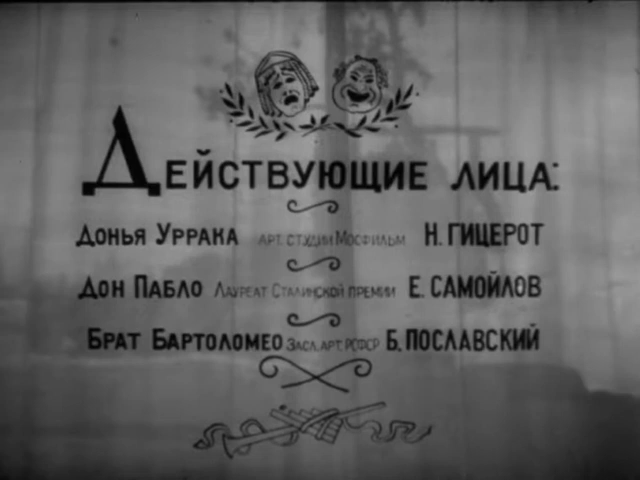 Действующие лица:
Донья Уррака арт. студии Мосфильм Н. ГИЦЕРОТ
Дон Пабло Лауреат Сталинской премии Е. САМОЙЛОВ
Брат Бартоломео Засл. арт. РСФСР Б. ПОСЛАВСКИЙ